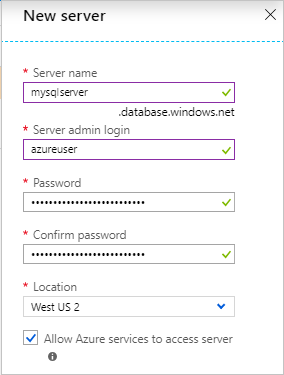 New server
* Server name
mysqlserver
.database.windows.net
* Server admin login
azureuser
* Password
••••••••••••••••••••••••••
* Confirm password
••••••••••••••••••••••••••
* Location
West US 2
Allow Azure services to access server